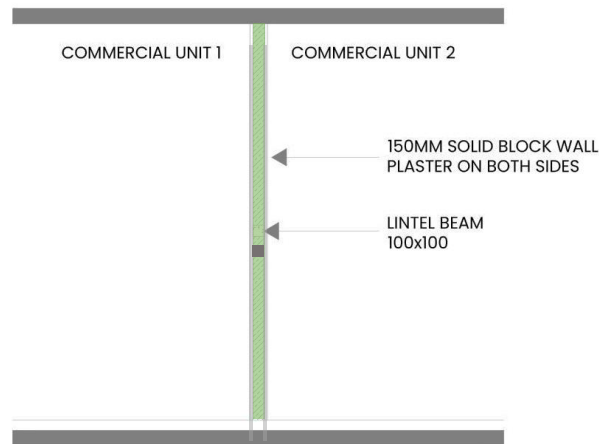 COMMERCIAL UNIT 1
COMMERCIAL UNIT 2
150MM SOLID BLOCK WALL
PLASTER ON BOTH SIDES
LINTEL BEAM
100x100